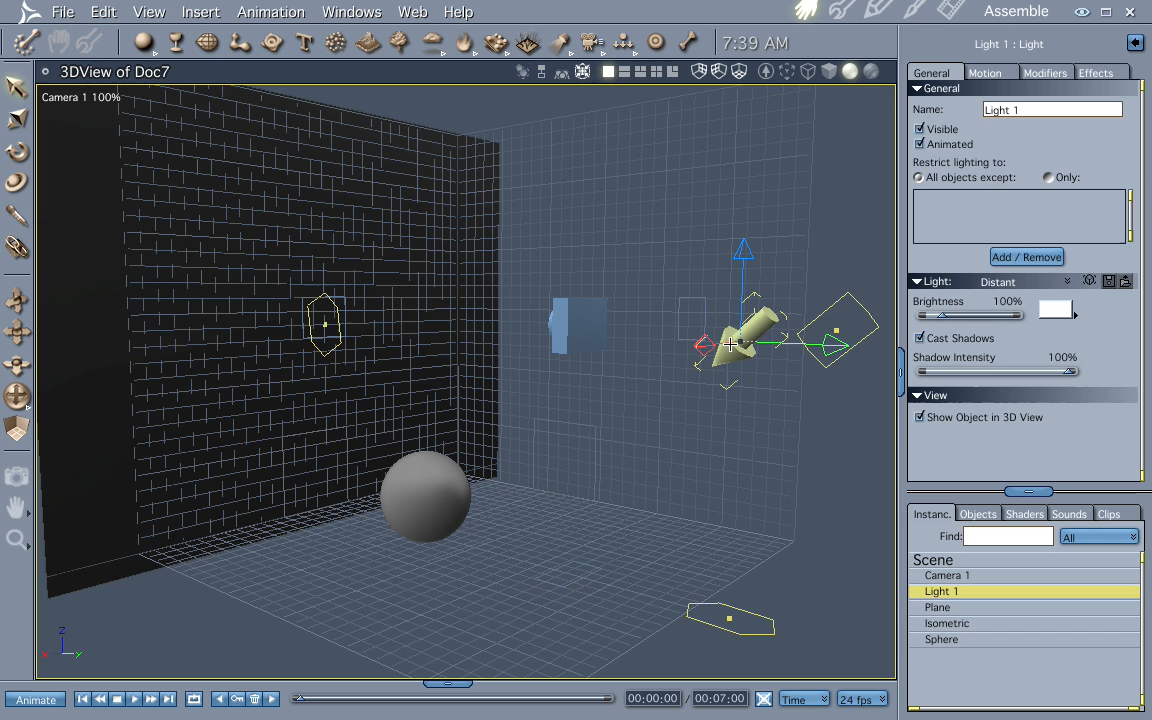 File Edit View Insert Animation Windows Web Help
Assemble
7:39 AM
Light 1 : Light
3DView of Doc7
Camera 1 100%
General Motion Modifiers Effects
General
Name: Light 1
Visible
Animated
Restrict lighting to:
All objects except: Only:
Add / Remove
Light: Distant
Brightness 100%
Cast Shadows
Shadow Intensity 100%
View
Show Object in 3D View
Instanc. Objects Shaders Sounds Clips
Find: All
Scene
Camera 1
Light 1
Plane
Isometric
Sphere
Z
X Y
Animate 00:00:00 / 00:07:00 Time 24 fps